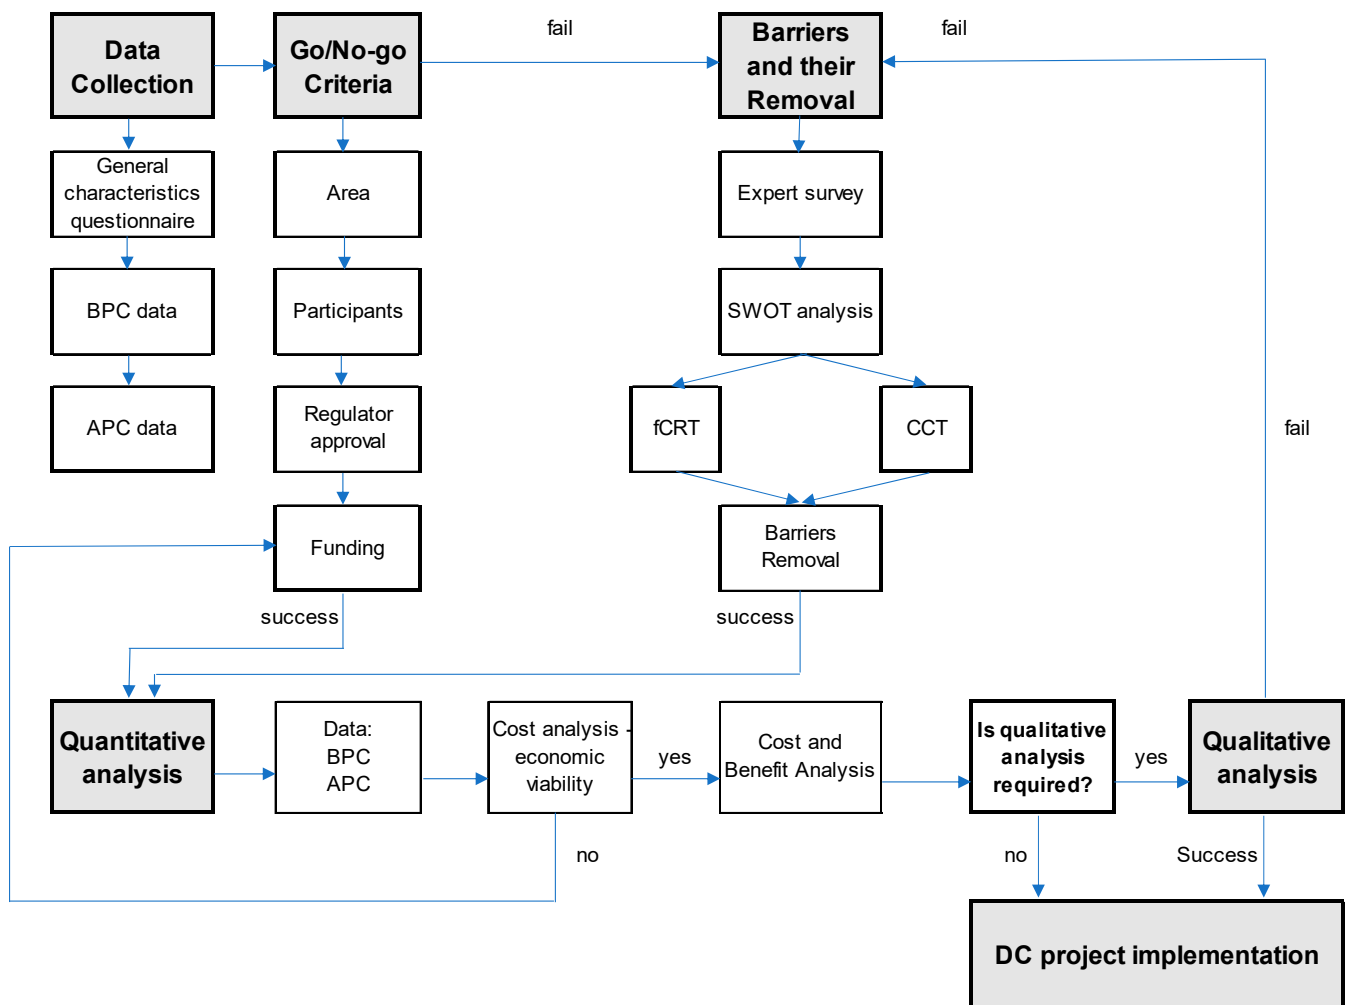 Data
Collection
Go/No-go
Criteria
fail
Barriers
and their
Removal
fail
General
characteristics
questionnaire
Area
Expert survey
BPC data
Participants
SWOT analysis
APC data
Regulator
approval
fCRT
CCT
fail
Funding
Barriers
Removal
success
success
Quantitative
analysis
Data:
BPC
APC
Cost analysis -
economic
viability
yes
Cost and
Benefit Analysis
Is qualitative
analysis
required?
yes
Qualitative
analysis
no
no
Success
DC project implementation